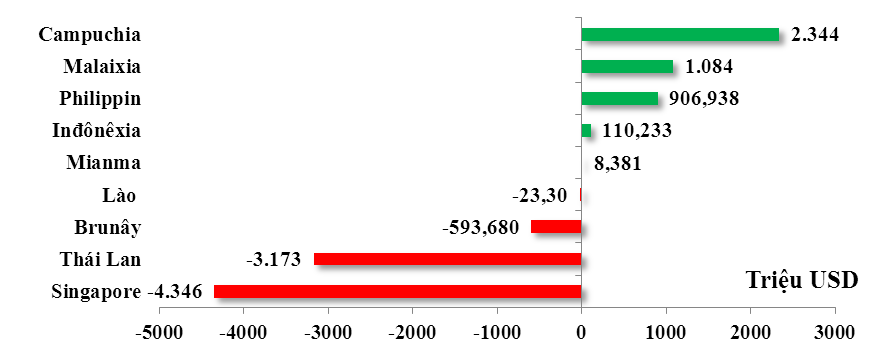 Campuchia 2.344
Malaixia 1.084
Philippin 906,938
Inđônêxia 110,233
Mianma 8,381
Lào -23,30
Brunây -593,680
Thái Lan -3.173
Singapore -4.346
Triệu USD
-5000 -4000 -3000 -2000 -1000 0 1000 2000 3000